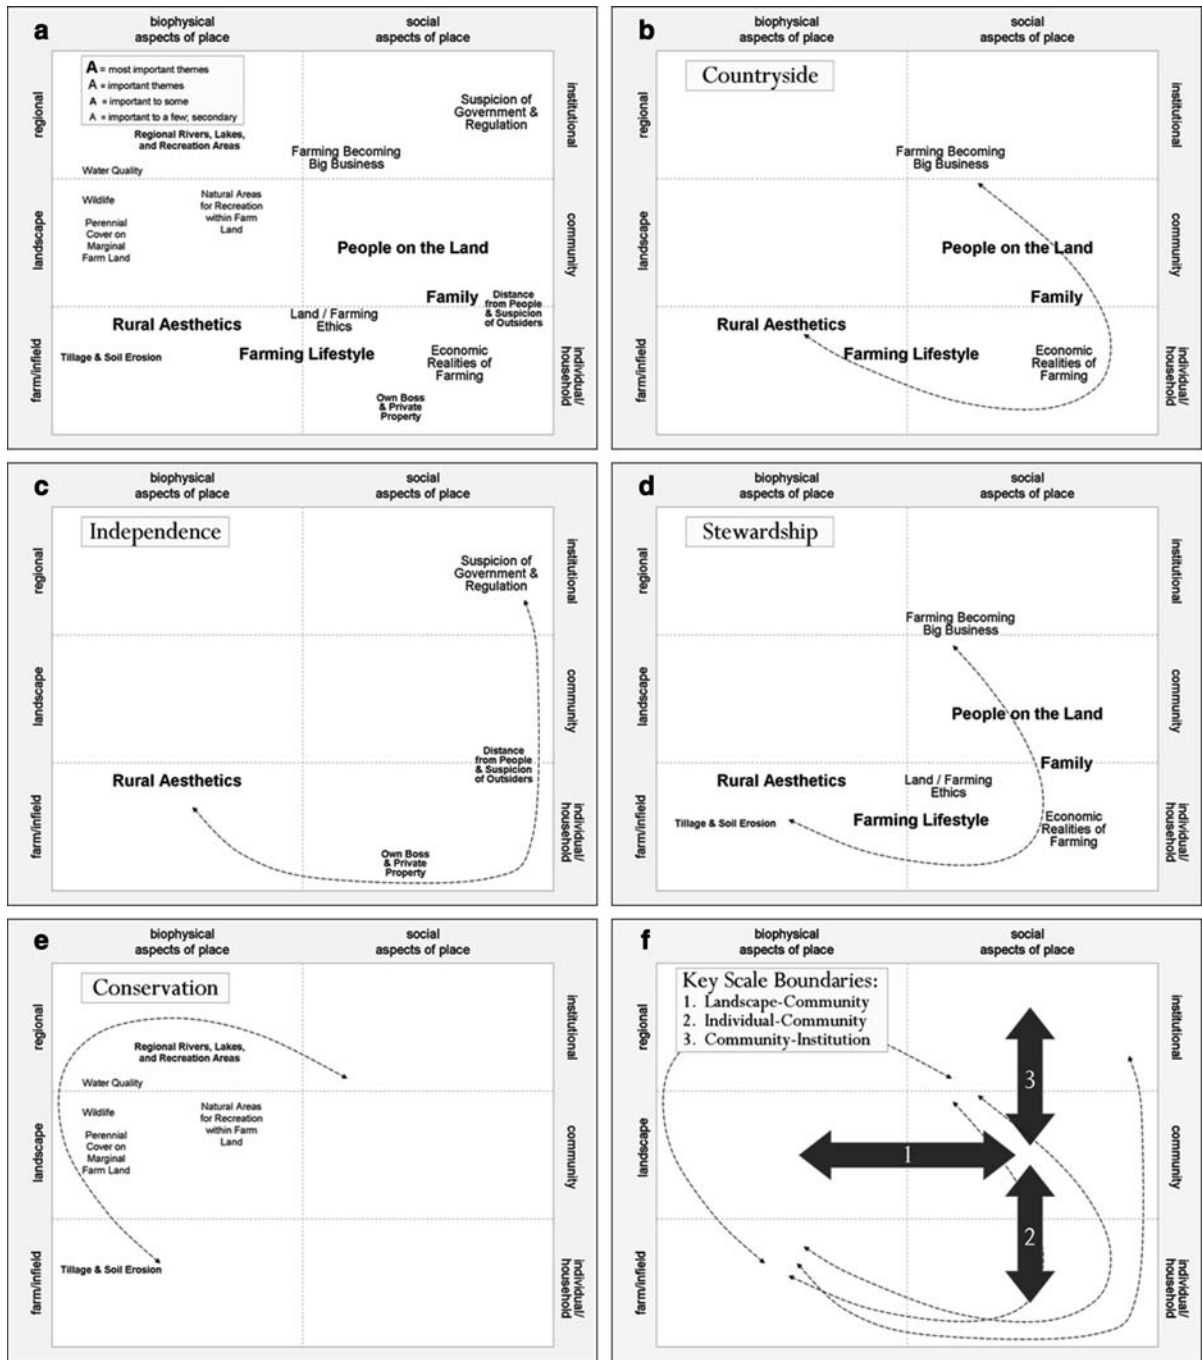 a
biophysical
aspects of place
social
aspects of place
regional
landscape
farm/infield
institutional
community
individual/
household
A = most important themes
A = important themes
A = important to some
A = important to a few; secondary
Regional Rivers, Lakes,
and Recreation Areas
Water Quality
Suspicion of
Government &
Regulation
Farming Becoming
Big Business
Wildlife
Perennial
Cover on
Marginal
Farm Land
Natural Areas
for Recreation
within Farm
Land
People on the Land
Family
Distance
from People
& Suspicion
of Outsiders
Rural Aesthetics
Land / Farming
Ethics
Tillage & Soil Erosion
Farming Lifestyle
Economic
Realities of
Farming
Own Boss
& Private
Property
b
biophysical
aspects of place
social
aspects of place
regional
landscape
farm/infield
institutional
community
individual/
household
Countryside
Farming Becoming
Big Business
People on the Land
Family
Rural Aesthetics
Farming Lifestyle
Economic
Realities of
Farming
c
biophysical
aspects of place
social
aspects of place
regional
landscape
farm/infield
institutional
community
individual/
household
Independence
Suspicion of
Government &
Regulation
Distance
from People
& Suspicion
of Outsiders
Rural Aesthetics
Own Boss
& Private
Property
d
biophysical
aspects of place
social
aspects of place
regional
landscape
farm/infield
institutional
community
individual/
household
Stewardship
Farming Becoming
Big Business
People on the Land
Family
Rural Aesthetics
Land / Farming
Ethics
Tillage & Soil Erosion
Farming Lifestyle
Economic
Realities of
Farming
e
biophysical
aspects of place
social
aspects of place
regional
landscape
farm/infield
institutional
community
individual/
household
Conservation
Regional Rivers, Lakes,
and Recreation Areas
Water Quality
Wildlife
Perennial
Cover on
Marginal
Farm Land
Natural Areas
for Recreation
within Farm
Land
Tillage & Soil Erosion
f
biophysical
aspects of place
social
aspects of place
regional
landscape
farm/infield
institutional
community
individual/
household
Key Scale Boundaries:
1. Landscape-Community
2. Individual-Community
3. Community-Institution
3
1
2